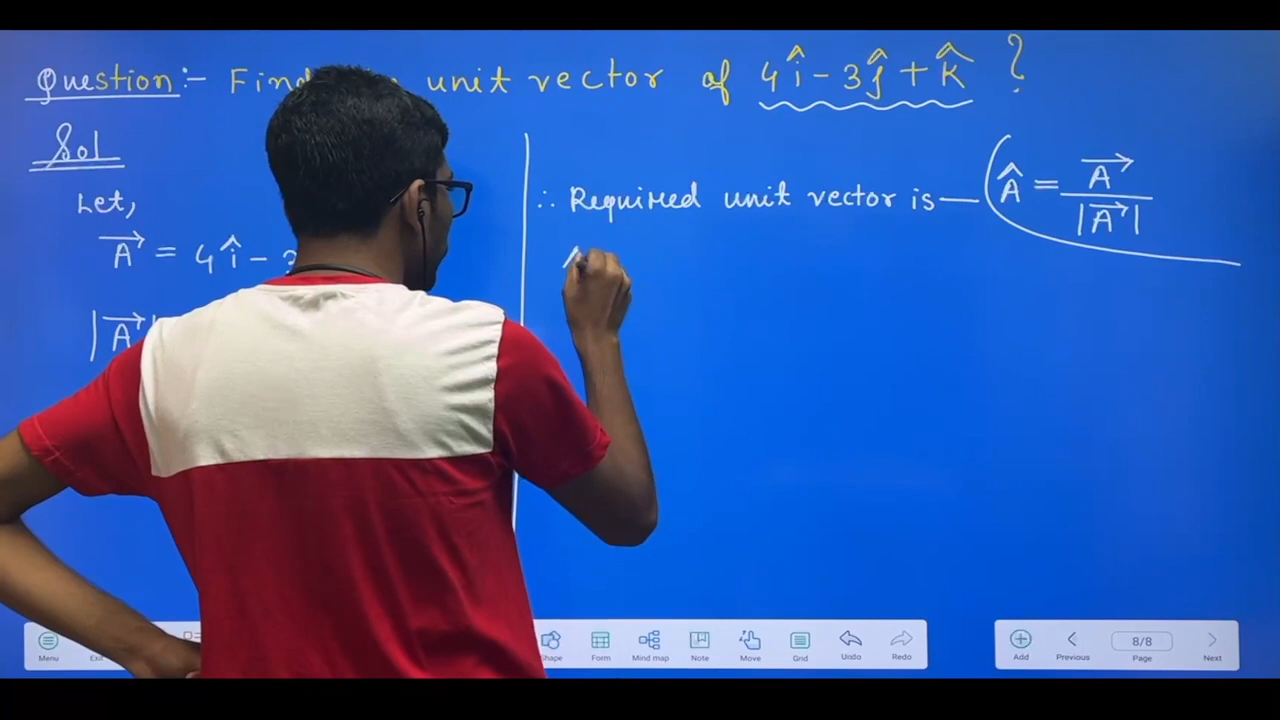 Question:- Find unit vector of 4î - 3ĵ + k̂ ?
Sol
Let,
A⃗ = 4î -
|A⃗|
∴ Required unit vector is — Â = A⃗ / |A⃗|
Menu Shape Form Mind map Note Move Grid Undo Redo Add Previous 8/8 Page Next